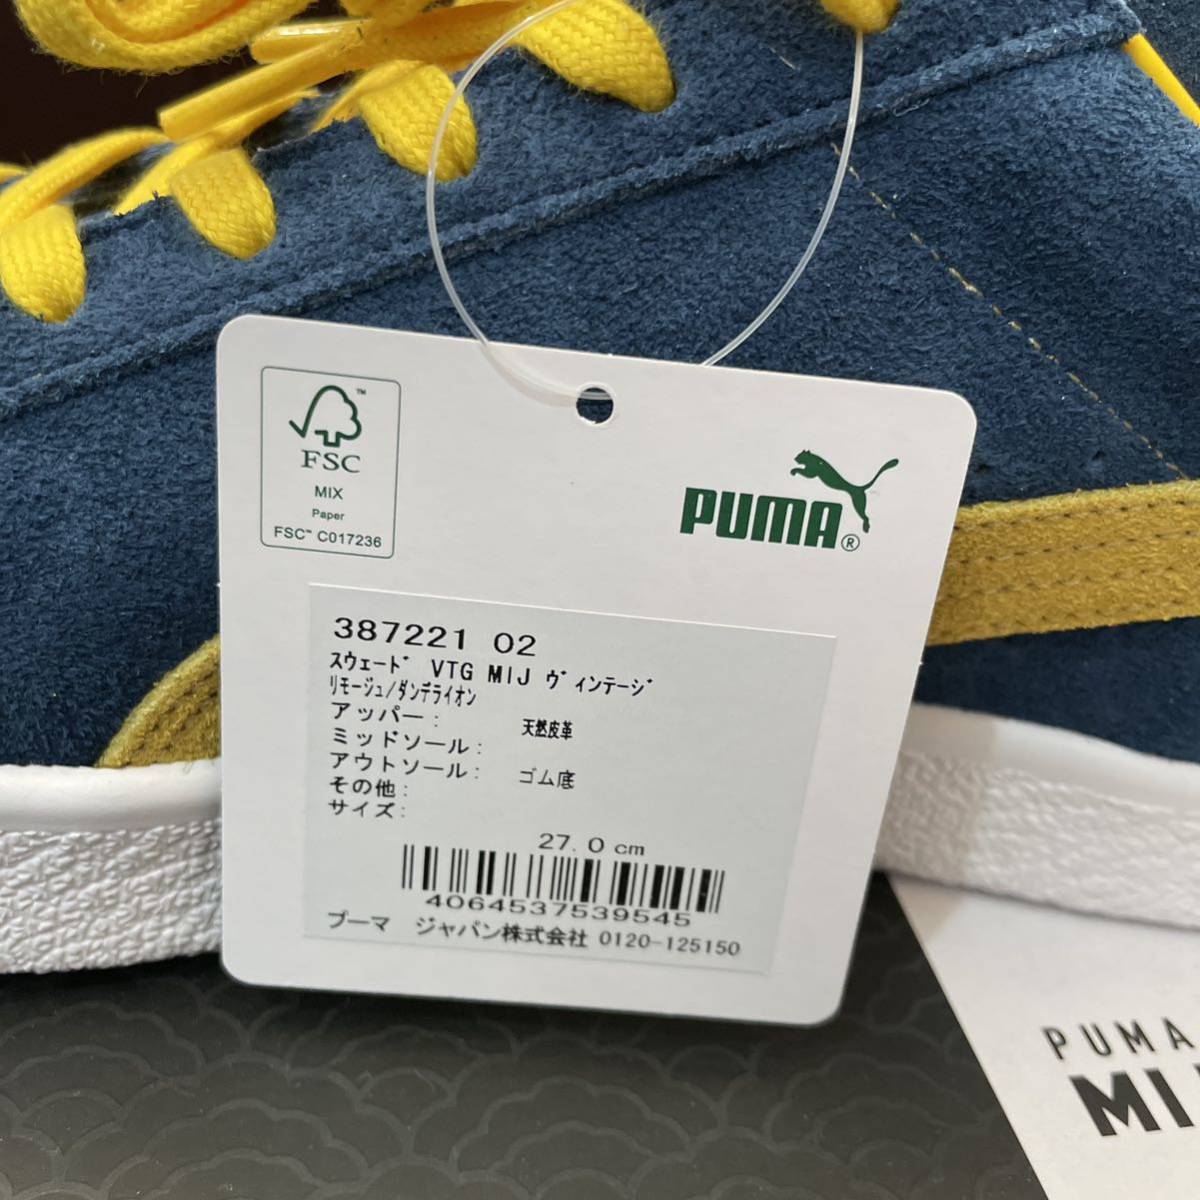 FSC
MIX
Paper
FSC™ C017236
PUMA®
387221 02
スウェード VTG MIJ ヴィンテージ
リモージュ/ダンデライオン
アッパー: 天然皮革
ミッドソール:
アウトソール: ゴム底
その他:
サイズ:
27.0cm
4064537539545
プーマ ジャパン株式会社 0120-125150
PUMA